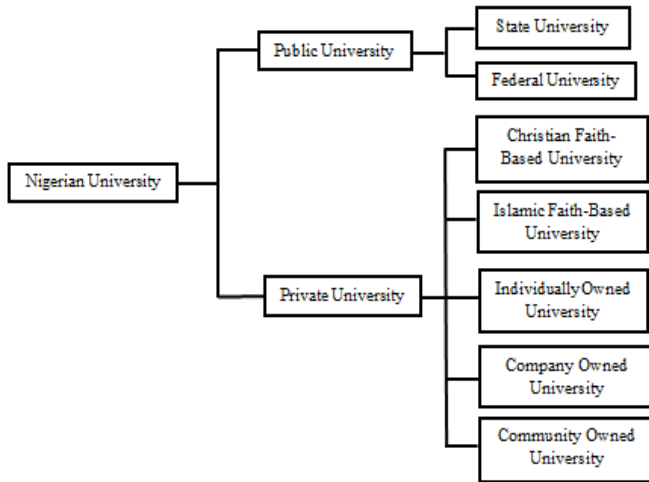 State University
Public University
Federal University
Christian Faith-
Based University
Nigerian University
Islamic Faith-Based
University
Private University
Individually Owned
University
Company Owned
University
Community Owned
University